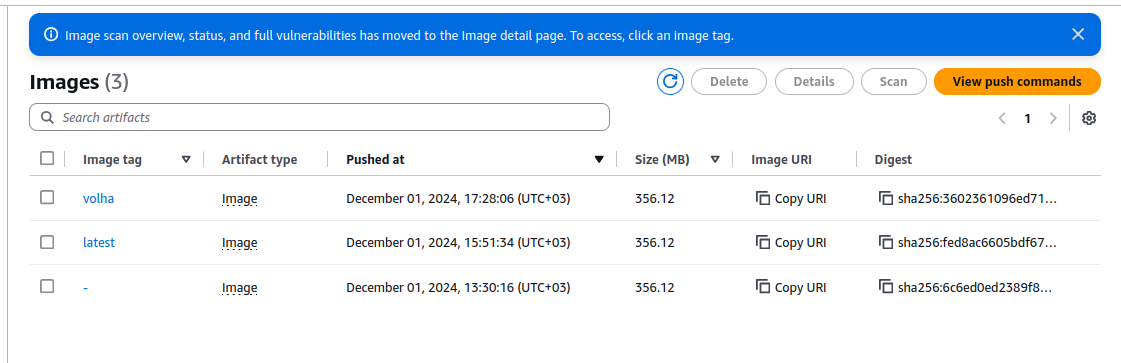 Image scan overview, status, and full vulnerabilities has moved to the Image detail page. To access, click an image tag.
Images (3)
Delete
Details
Scan
View push commands
Search artifacts
1
Image tag
Artifact type
Pushed at
Size (MB)
Image URI
Digest
volha
Image
December 01, 2024, 17:28:06 (UTC+03)
356.12
Copy URI
sha256:3602361096ed71...
latest
Image
December 01, 2024, 15:51:34 (UTC+03)
356.12
Copy URI
sha256:fed8ac6605bdf67...
-
Image
December 01, 2024, 13:30:16 (UTC+03)
356.12
Copy URI
sha256:6c6ed0ed2389f8...